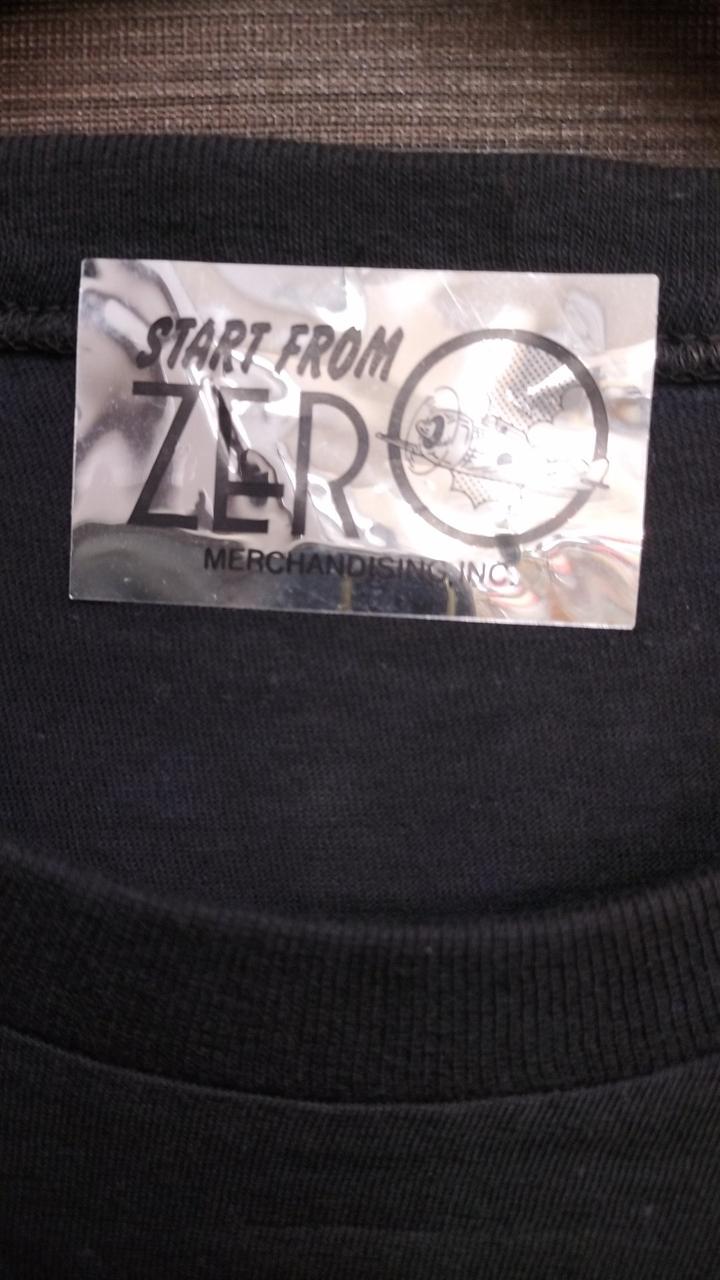 START FROM
ZERO
MERCHANDISING, INC.